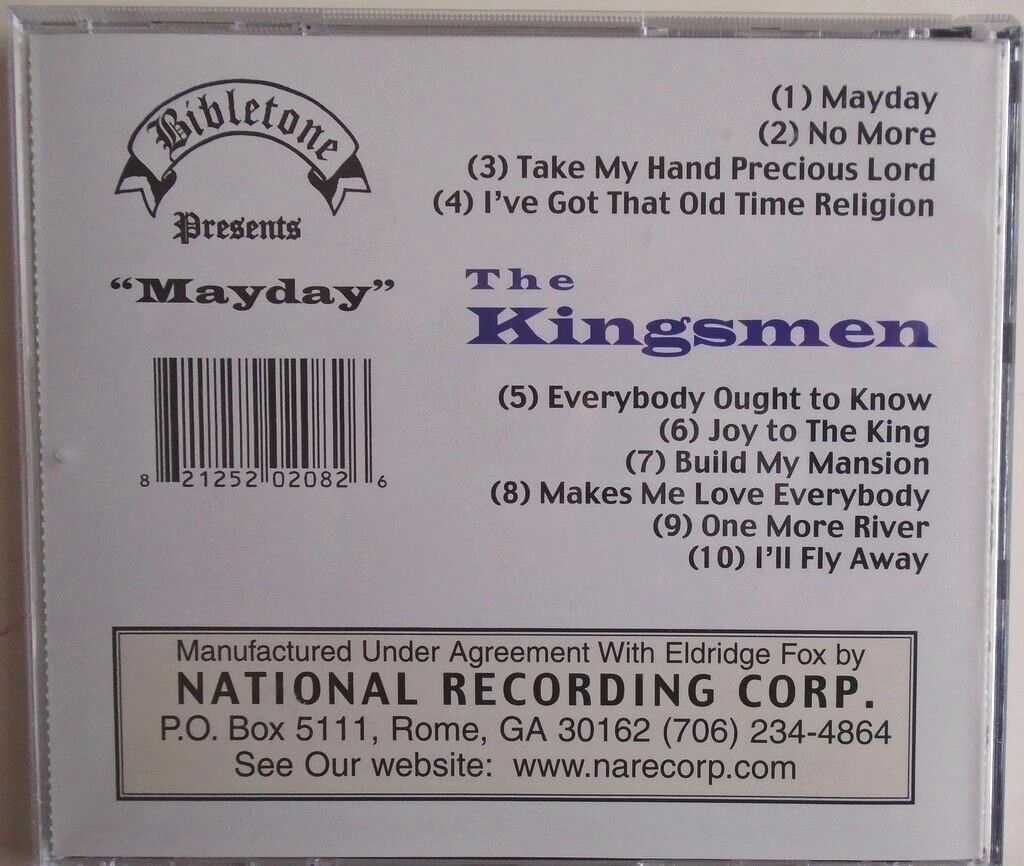 Bibletone
Presents
"Mayday"
8 21252 02082 6
(1) Mayday
(2) No More
(3) Take My Hand Precious Lord
(4) I've Got That Old Time Religion
The
Kingsmen
(5) Everybody Ought to Know
(6) Joy to The King
(7) Build My Mansion
(8) Makes Me Love Everybody
(9) One More River
(10) I'll Fly Away
Manufactured Under Agreement With Eldridge Fox by
NATIONAL RECORDING CORP.
P.O. Box 5111, Rome, GA 30162 (706) 234-4864
See Our website: www.narecorp.com